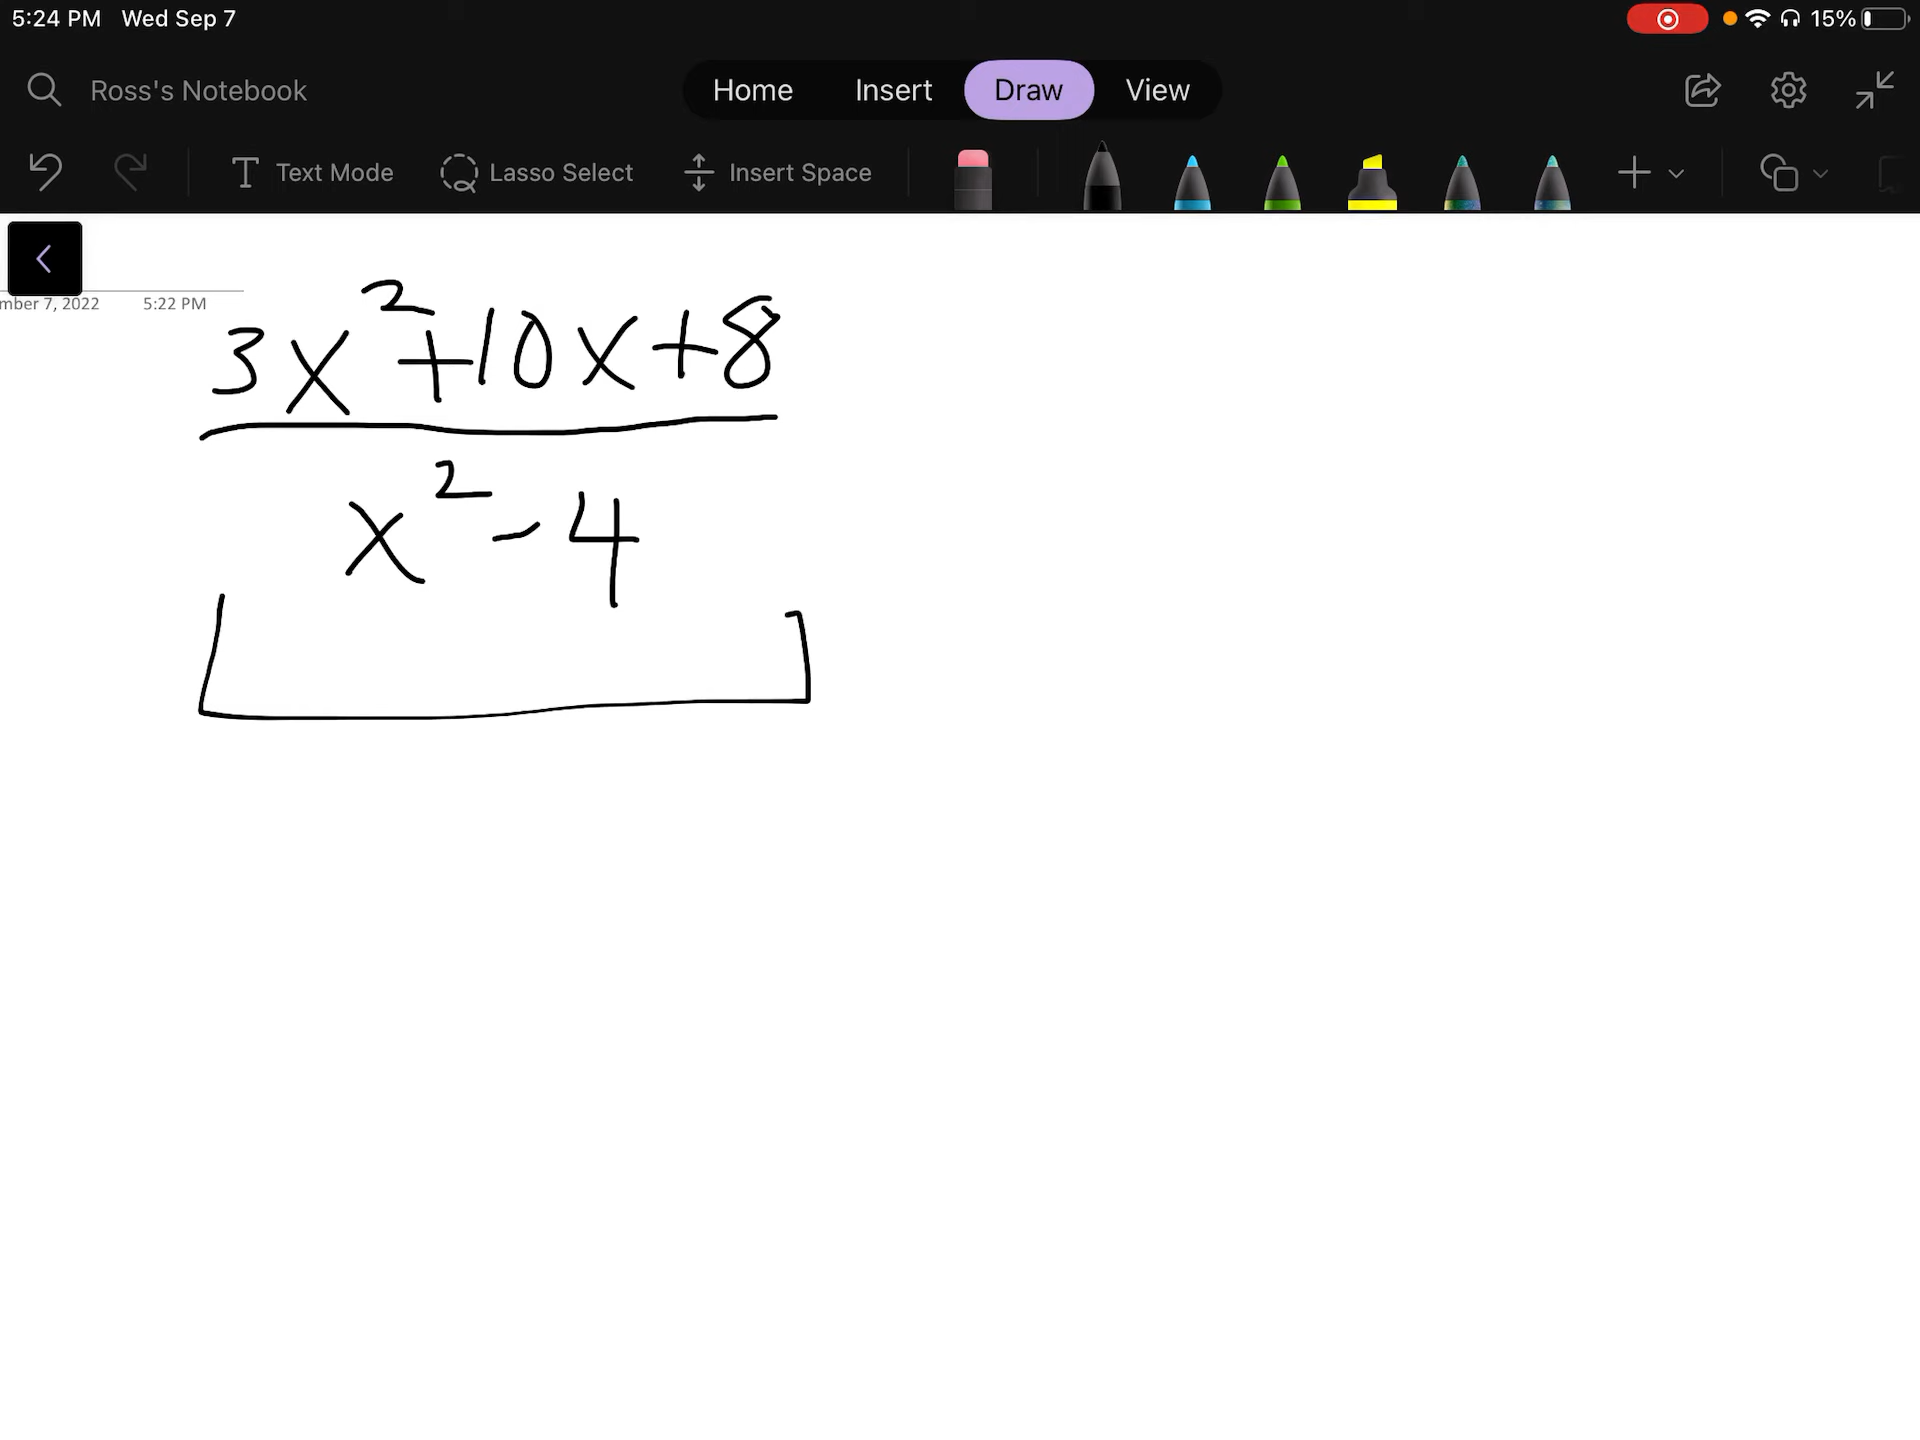 5:24 PM Wed Sep 7 15%
Ross's Notebook Home Insert Draw View
Text Mode Lasso Select Insert Space
mber 7, 2022 5:22 PM
3x²+10x+8
x²-4